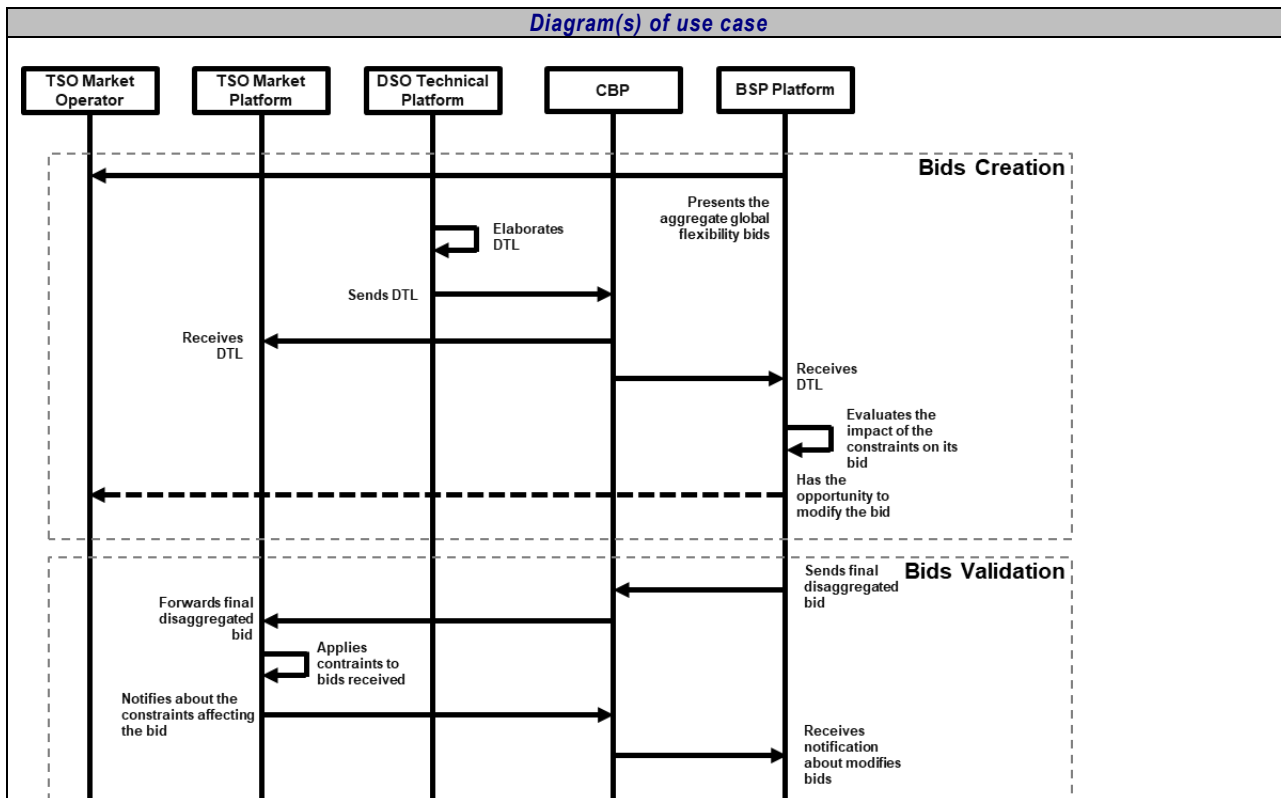 Diagram(s) of use case
TSO Market
Operator
TSO Market
Platform
DSO Technical
Platform
CBP
BSP Platform
Bids Creation
Presents the
aggregate global
flexibility bids
Elaborates
DTL
Sends DTL
Receives
DTL
Receives
DTL
Evaluates the
impact of the
constraints on its
bid
Has the
opportunity to
modify the bid
Bids Validation
Sends final
disaggregated
bid
Forwards final
disaggregated
bid
Applies
contraints to
bids received
Notifies about the
constraints affecting
the bid
Receives
notification
about modifies
bids